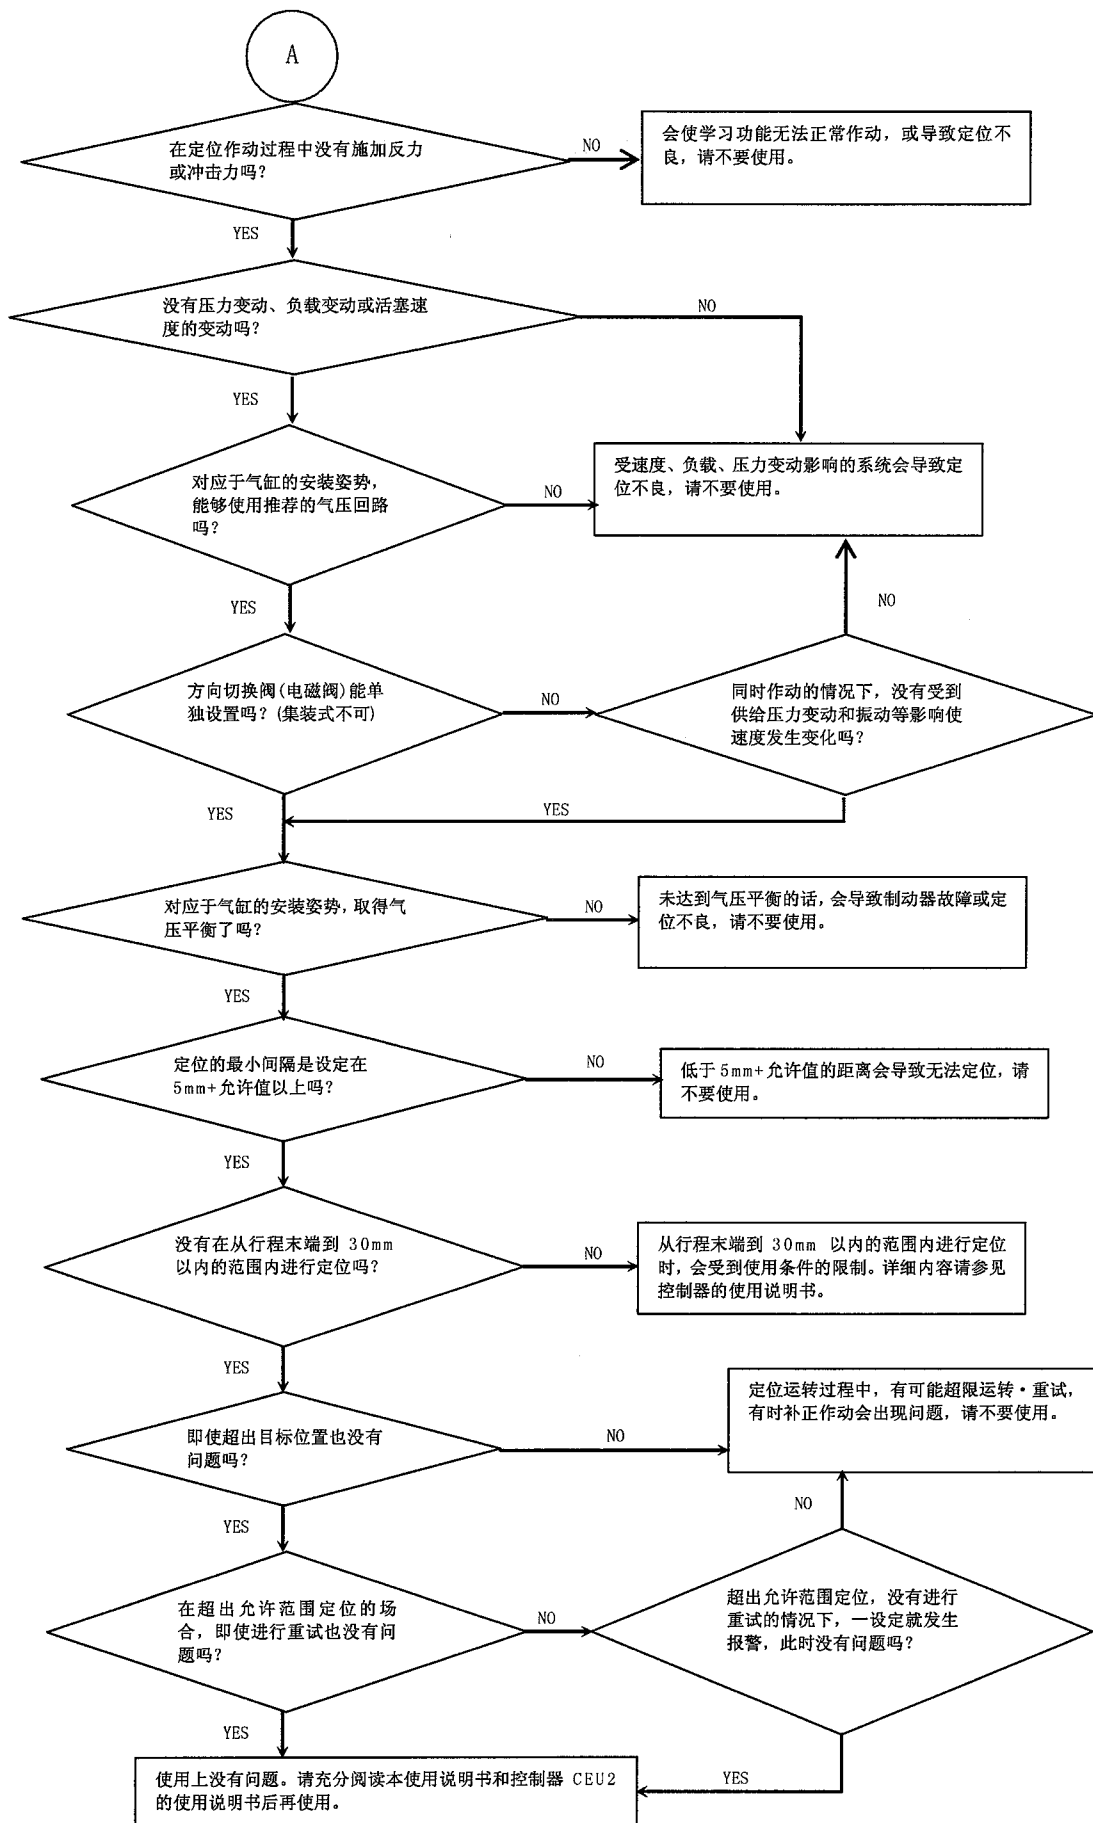 A
在定位作动过程中没有施加反力
或冲击力吗?
NO
会使学习功能无法正常作动，或导致定位不
良，请不要使用。
YES
没有压力变动、负载变动或活塞速
度的变动吗?
NO
YES
对应于气缸的安装姿势，
能够使用推荐的气压回路
吗?
NO
受速度、负载、压力变动影响的系统会导致定
位不良，请不要使用。
YES
NO
方向切换阀(电磁阀)能单
独设置吗? (集装式不可)
NO
同时作动的情况下，没有受到
供给压力变动和振动等影响使
速度发生变化吗?
YES
YES
对应于气缸的安装姿势，取得气
压平衡了吗?
NO
未达到气压平衡的话，会导致制动器故障或定
位不良，请不要使用。
YES
定位的最小间隔是设定在
5mm+允许值以上吗?
NO
低于5mm+允许值的距离会导致无法定位，请
不要使用。
YES
没有在从行程末端到 30mm
以内的范围内进行定位吗?
NO
从行程末端到 30mm 以内的范围内进行定位
时，会受到使用条件的限制。详细内容请参见
控制器的使用说明书。
YES
即使超出目标位置也没有
问题吗?
NO
定位运转过程中，有可能超限运转·重试，
有时补正作动会出现问题，请不要使用。
YES
NO
在超出允许范围定位的场
合，即使进行重试也没有问
题吗?
NO
超出允许范围定位，没有进行
重试的情况下，一设定就发生
报警，此时没有问题吗?
YES
YES
使用上没有问题。请充分阅读本使用说明书和控制器 CEU2
的使用说明书后再使用。